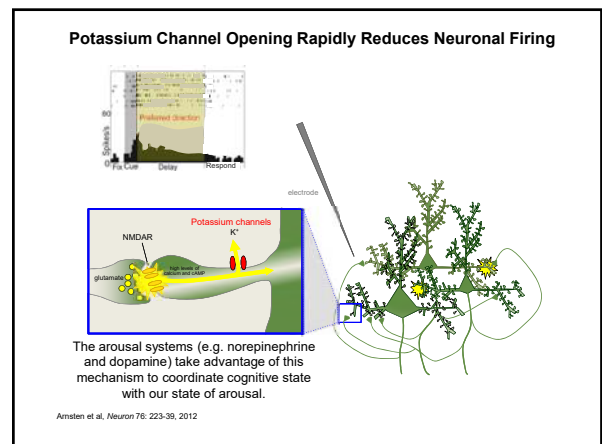 Potassium Channel Opening Rapidly Reduces Neuronal Firing
60
Preferred direction
Spikes/s
0
Fix Cue Delay Respond
electrode
Potassium channels
K+
NMDAR
high levels of
calcium and cAMP
glutamate
The arousal systems (e.g. norepinephrine
and dopamine) take advantage of this
mechanism to coordinate cognitive state
with our state of arousal.
Arnsten et al, Neuron 76: 223-39, 2012